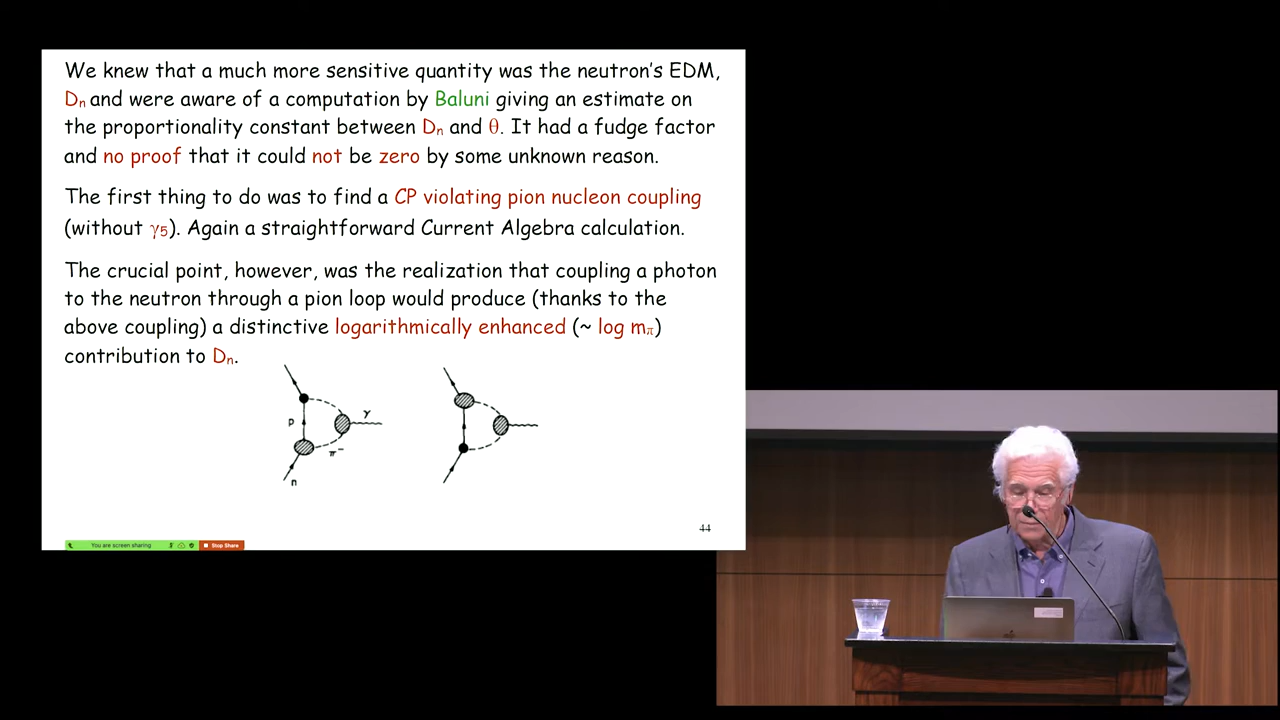 We knew that a much more sensitive quantity was the neutron's EDM,
Dn and were aware of a computation by Baluni giving an estimate on
the proportionality constant between Dn and θ. It had a fudge factor
and no proof that it could not be zero by some unknown reason.
The first thing to do was to find a CP violating pion nucleon coupling
(without γ5). Again a straightforward Current Algebra calculation.
The crucial point, however, was the realization that coupling a photon
to the neutron through a pion loop would produce (thanks to the
above coupling) a distinctive logarithmically enhanced (~ log mπ)
contribution to Dn.
γ
p
π⁻
n
44
You are screen sharing
Stop Share